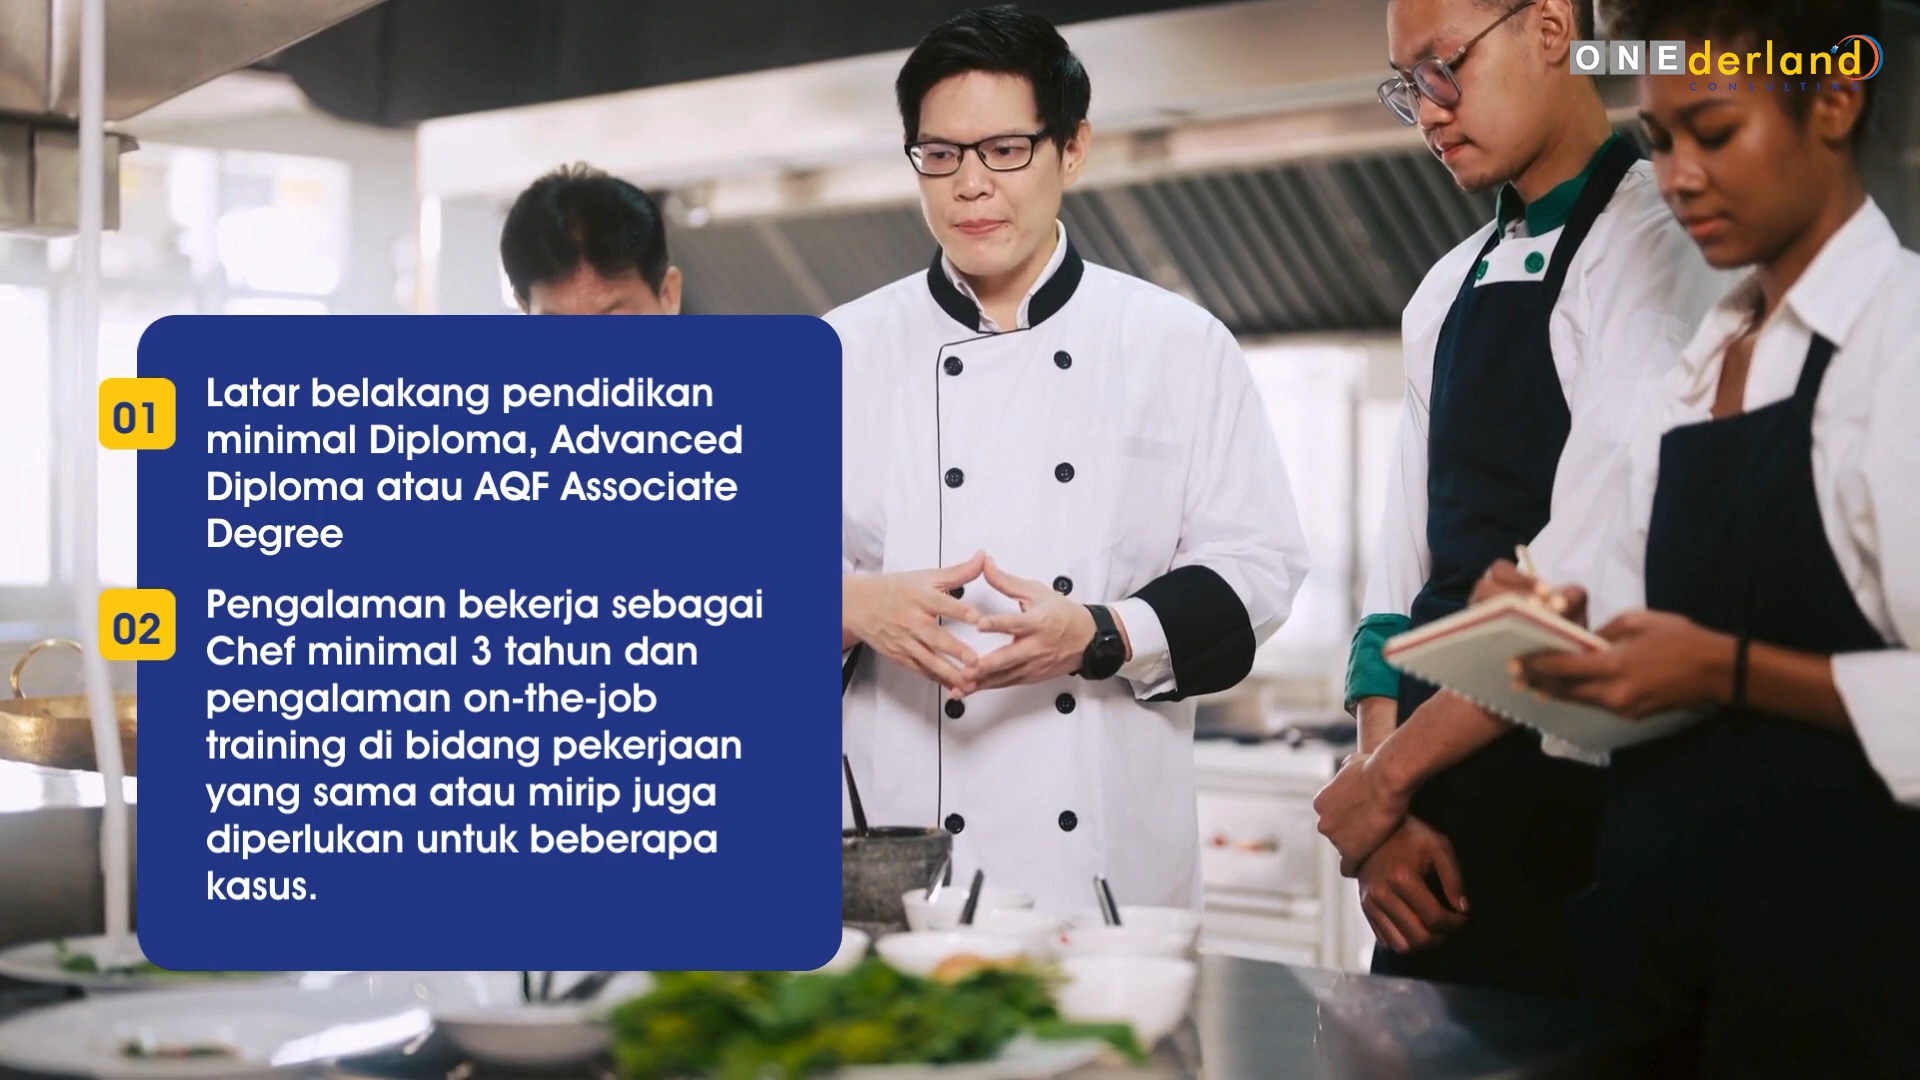 ONEderland
CONSULTING
01
Latar belakang pendidikan
minimal Diploma, Advanced
Diploma atau AQF Associate
Degree
02
Pengalaman bekerja sebagai
Chef minimal 3 tahun dan
pengalaman on-the-job
training di bidang pekerjaan
yang sama atau mirip juga
diperlukan untuk beberapa
kasus.